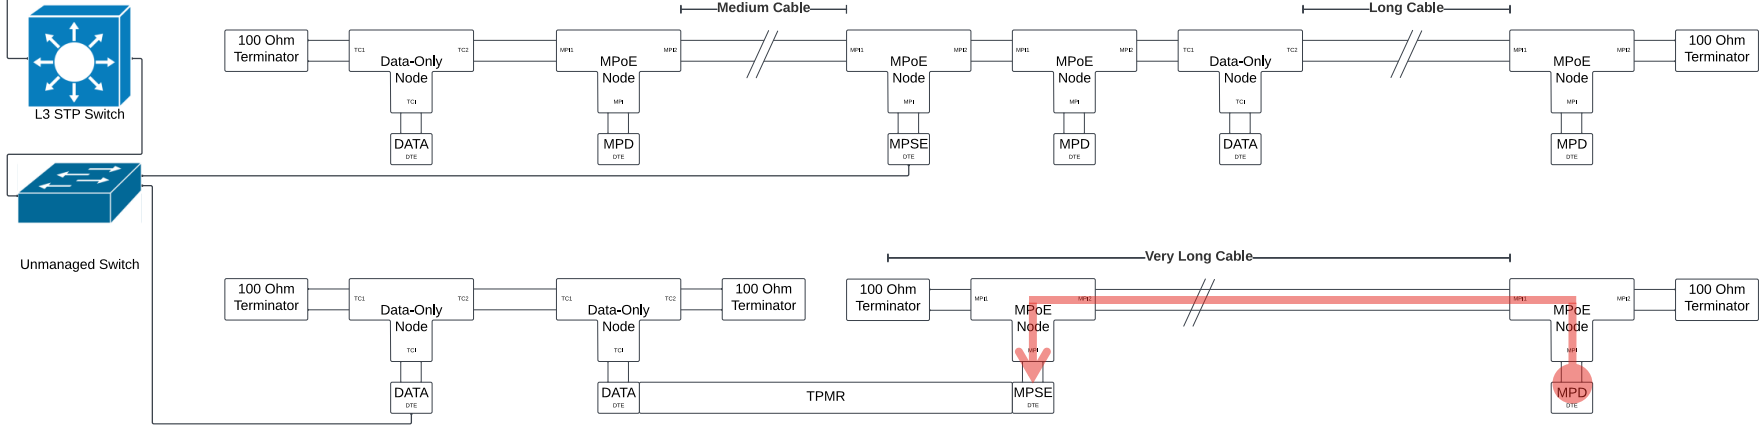 Medium Cable
Long Cable
100 Ohm
Terminator
TC1
TC2
Data-Only
Node
TCI
DATA
DTE
MPI1
MPI2
MPoE
Node
MPI
MPD
DTE
MPI1
MPI2
MPoE
Node
MPI
MPSE
DTE
MPI1
MPI2
MPoE
Node
MPI
MPD
DTE
TC1
TC2
Data-Only
Node
TCI
DATA
DTE
MPI1
MPI2
MPoE
Node
MPI
MPD
DTE
100 Ohm
Terminator
L3 STP Switch
Unmanaged Switch
Very Long Cable
100 Ohm
Terminator
TC1
TC2
Data-Only
Node
TCI
DATA
DTE
TC1
TC2
Data-Only
Node
TCI
DATA
DTE
100 Ohm
Terminator
TPMR
100 Ohm
Terminator
MPI1
MPI2
MPoE
Node
MPI
MPSE
DTE
MPI1
MPI2
MPoE
Node
MPI
MPD
DTE
100 Ohm
Terminator